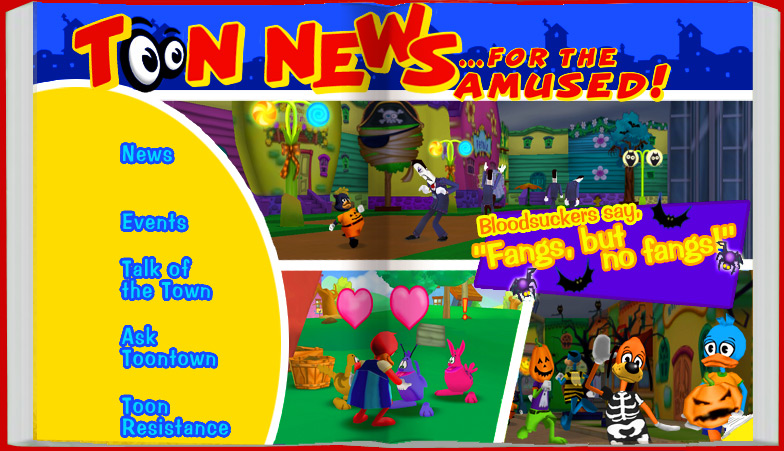 TOON NEWS
...FOR THE
AMUSED!
News
Events
Talk of
the Town
Ask
Toontown
Toon
Resistance
Bloodsuckers say,
"Fangs, but
no fangs!"